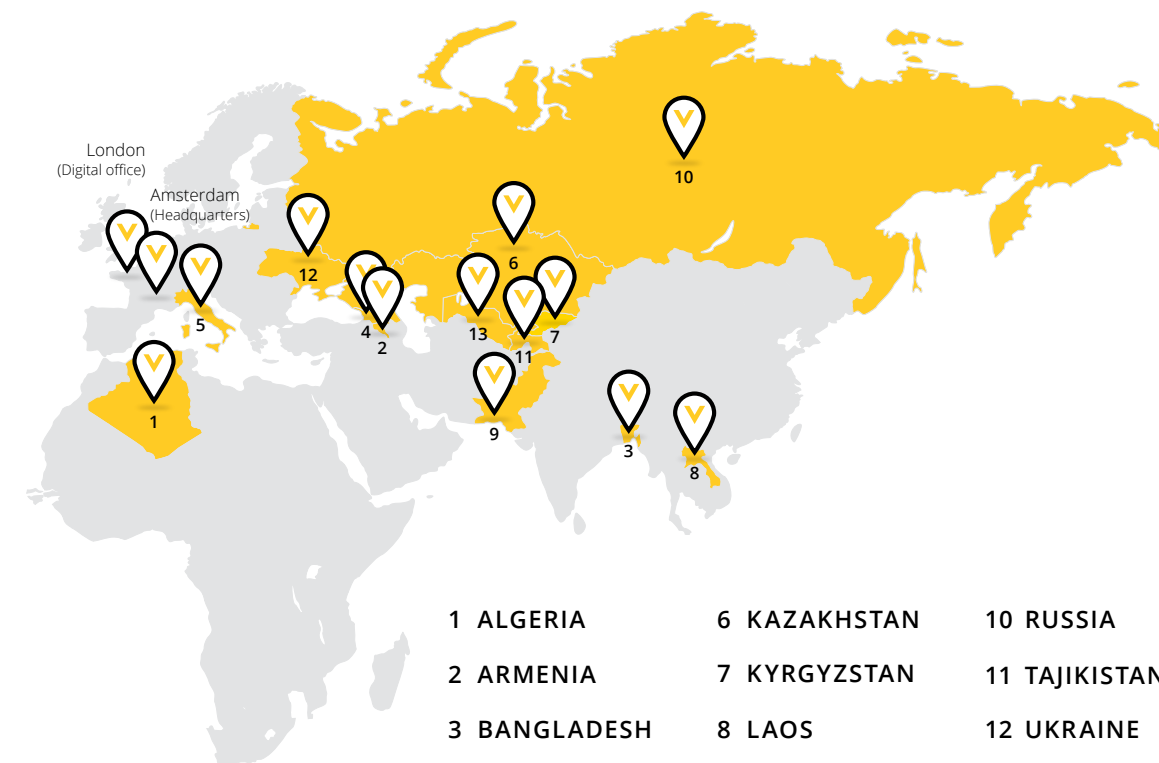 London
(Digital office)
Amsterdam
(Headquarters)
10
6
12
5
4
2
13
7
11
1
9
3
8
1 ALGERIA
2 ARMENIA
3 BANGLADESH
6 KAZAKHSTAN
7 KYRGYZSTAN
8 LAOS
10 RUSSIA
11 TAJIKISTAN
12 UKRAINE